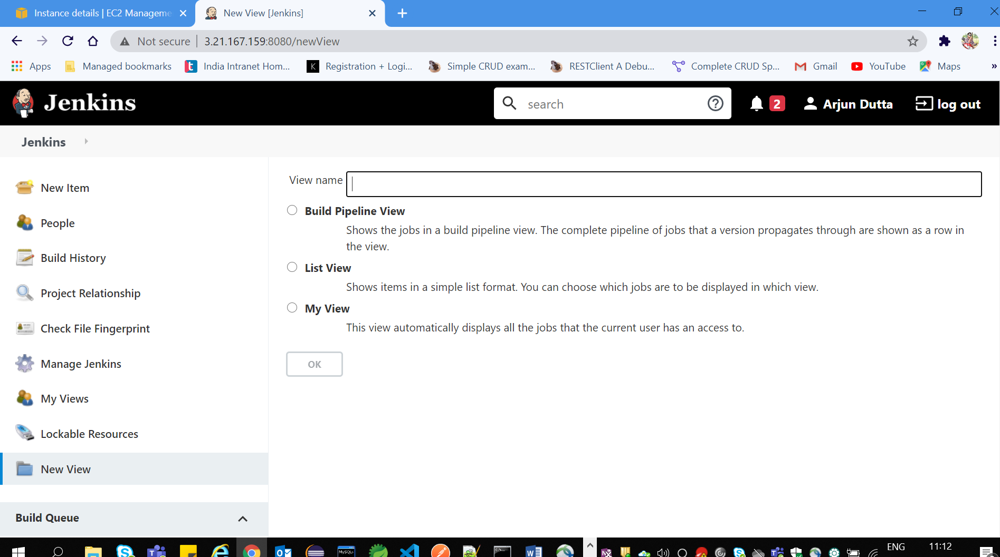 Instance details | EC2 Manageme
New View [Jenkins]
Not secure
3.21.167.159:8080/newView
Apps
Managed bookmarks
India Intranet Hom...
Registration + Logi...
Simple CRUD exam...
RESTClient A Debu...
Complete CRUD Sp...
Gmail
YouTube
Maps
»
Jenkins
search
2
Arjun Dutta
log out
Jenkins
New Item
People
Build History
Project Relationship
Check File Fingerprint
Manage Jenkins
My Views
Lockable Resources
New View
Build Queue
View name
Build Pipeline View
Shows the jobs in a build pipeline view. The complete pipeline of jobs that a version propagates through are shown as a row in
the view.
List View
Shows items in a simple list format. You can choose which jobs are to be displayed in which view.
My View
This view automatically displays all the jobs that the current user has an access to.
OK
MySQL
ENG
11:12